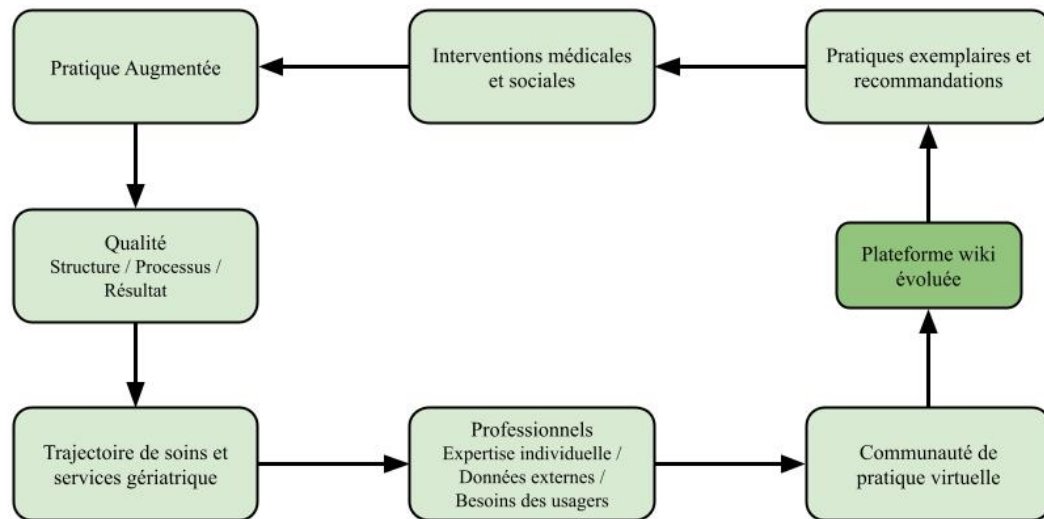 Pratique Augmentée
Interventions médicales
et sociales
Pratiques exemplaires et
recommandations
Qualité
Structure / Processus /
Résultat
Plateforme wiki
évoluée
Trajectoire de soins et
services gériatrique
Professionnels
Expertise individuelle /
Données externes /
Besoins des usagers
Communauté de
pratique virtuelle